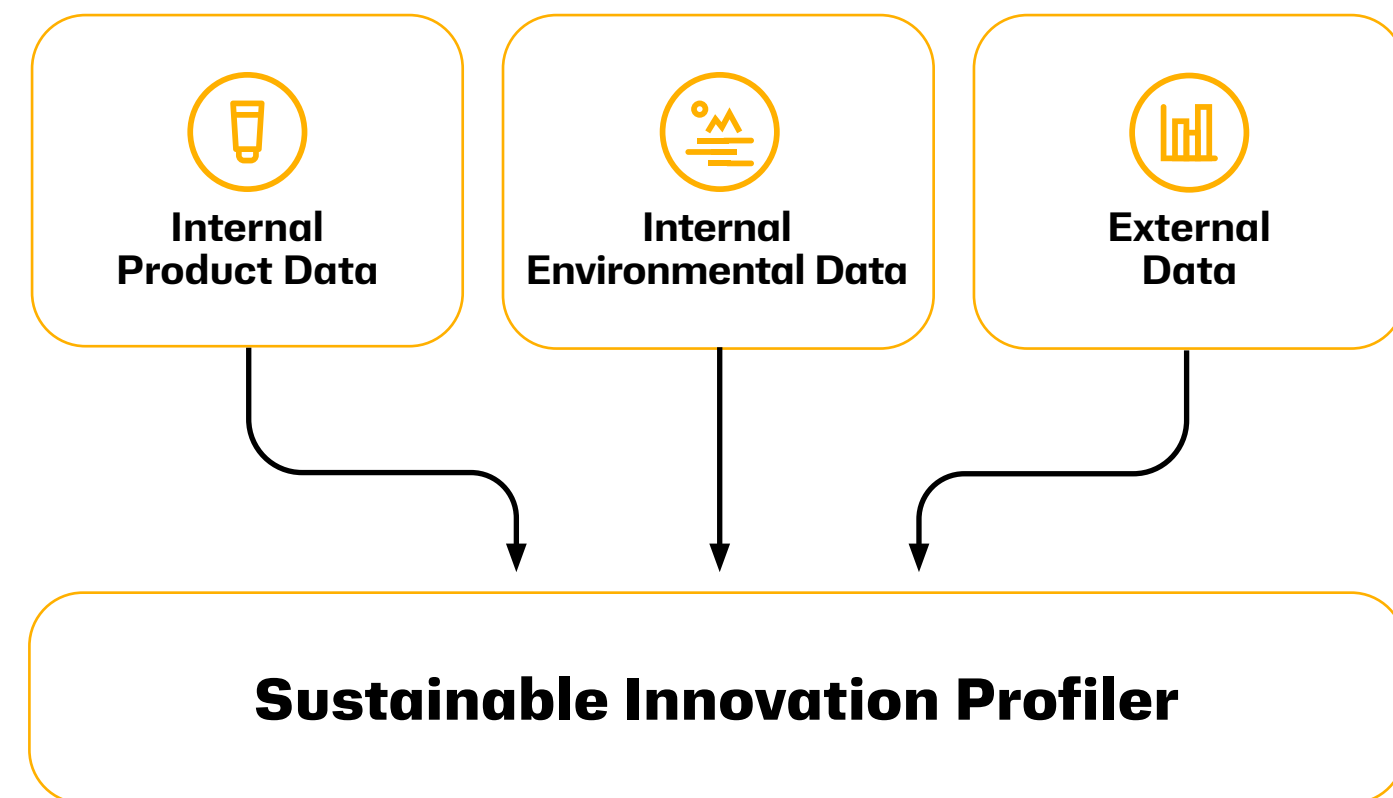 Internal
Product Data
Internal
Environmental Data
External
Data
Sustainable Innovation Profiler